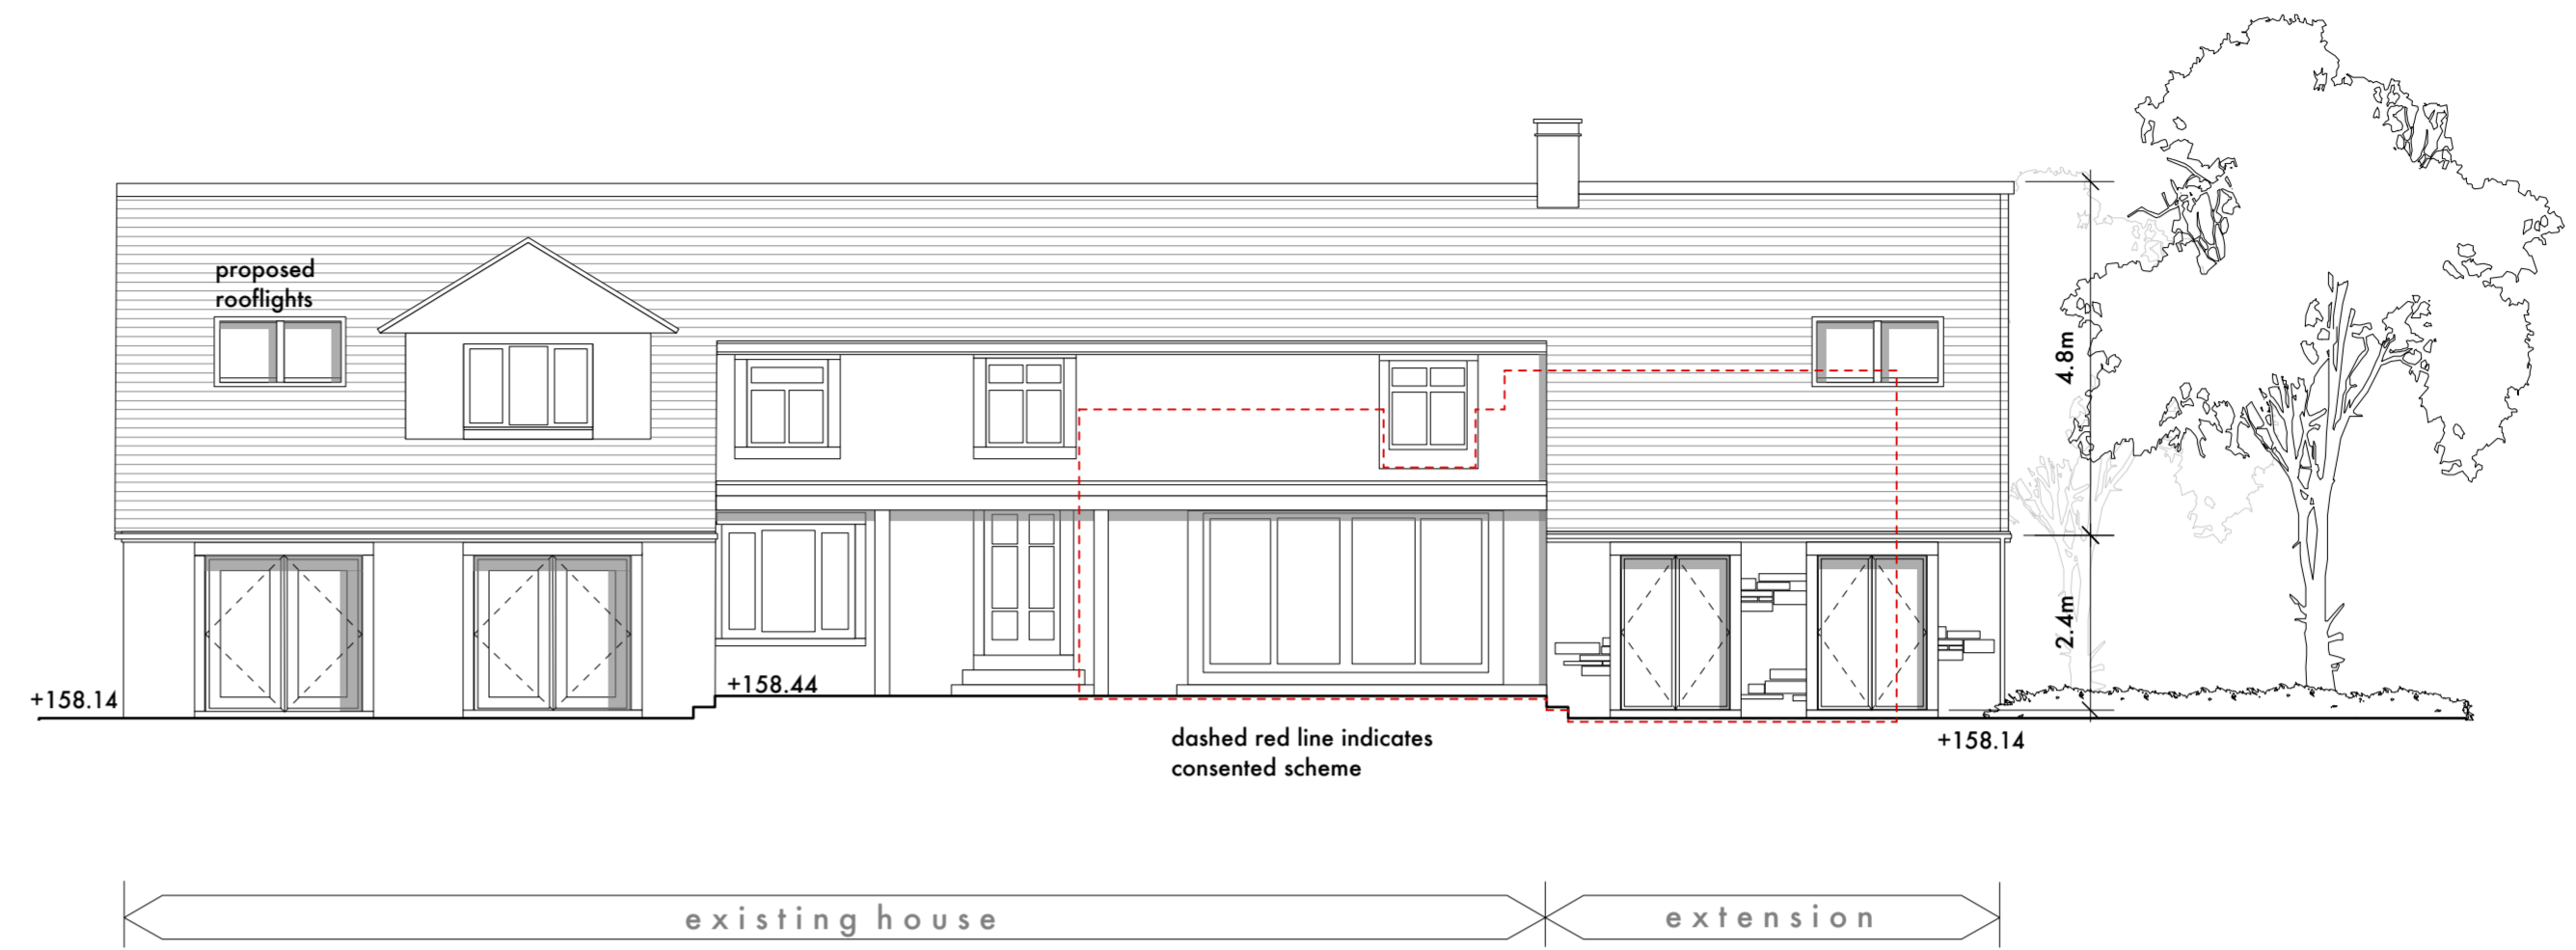 proposed
rooflights
4.8m
2.4m
+158.14
+158.44
dashed red line indicates
consented scheme
+158.14
existing house
extension